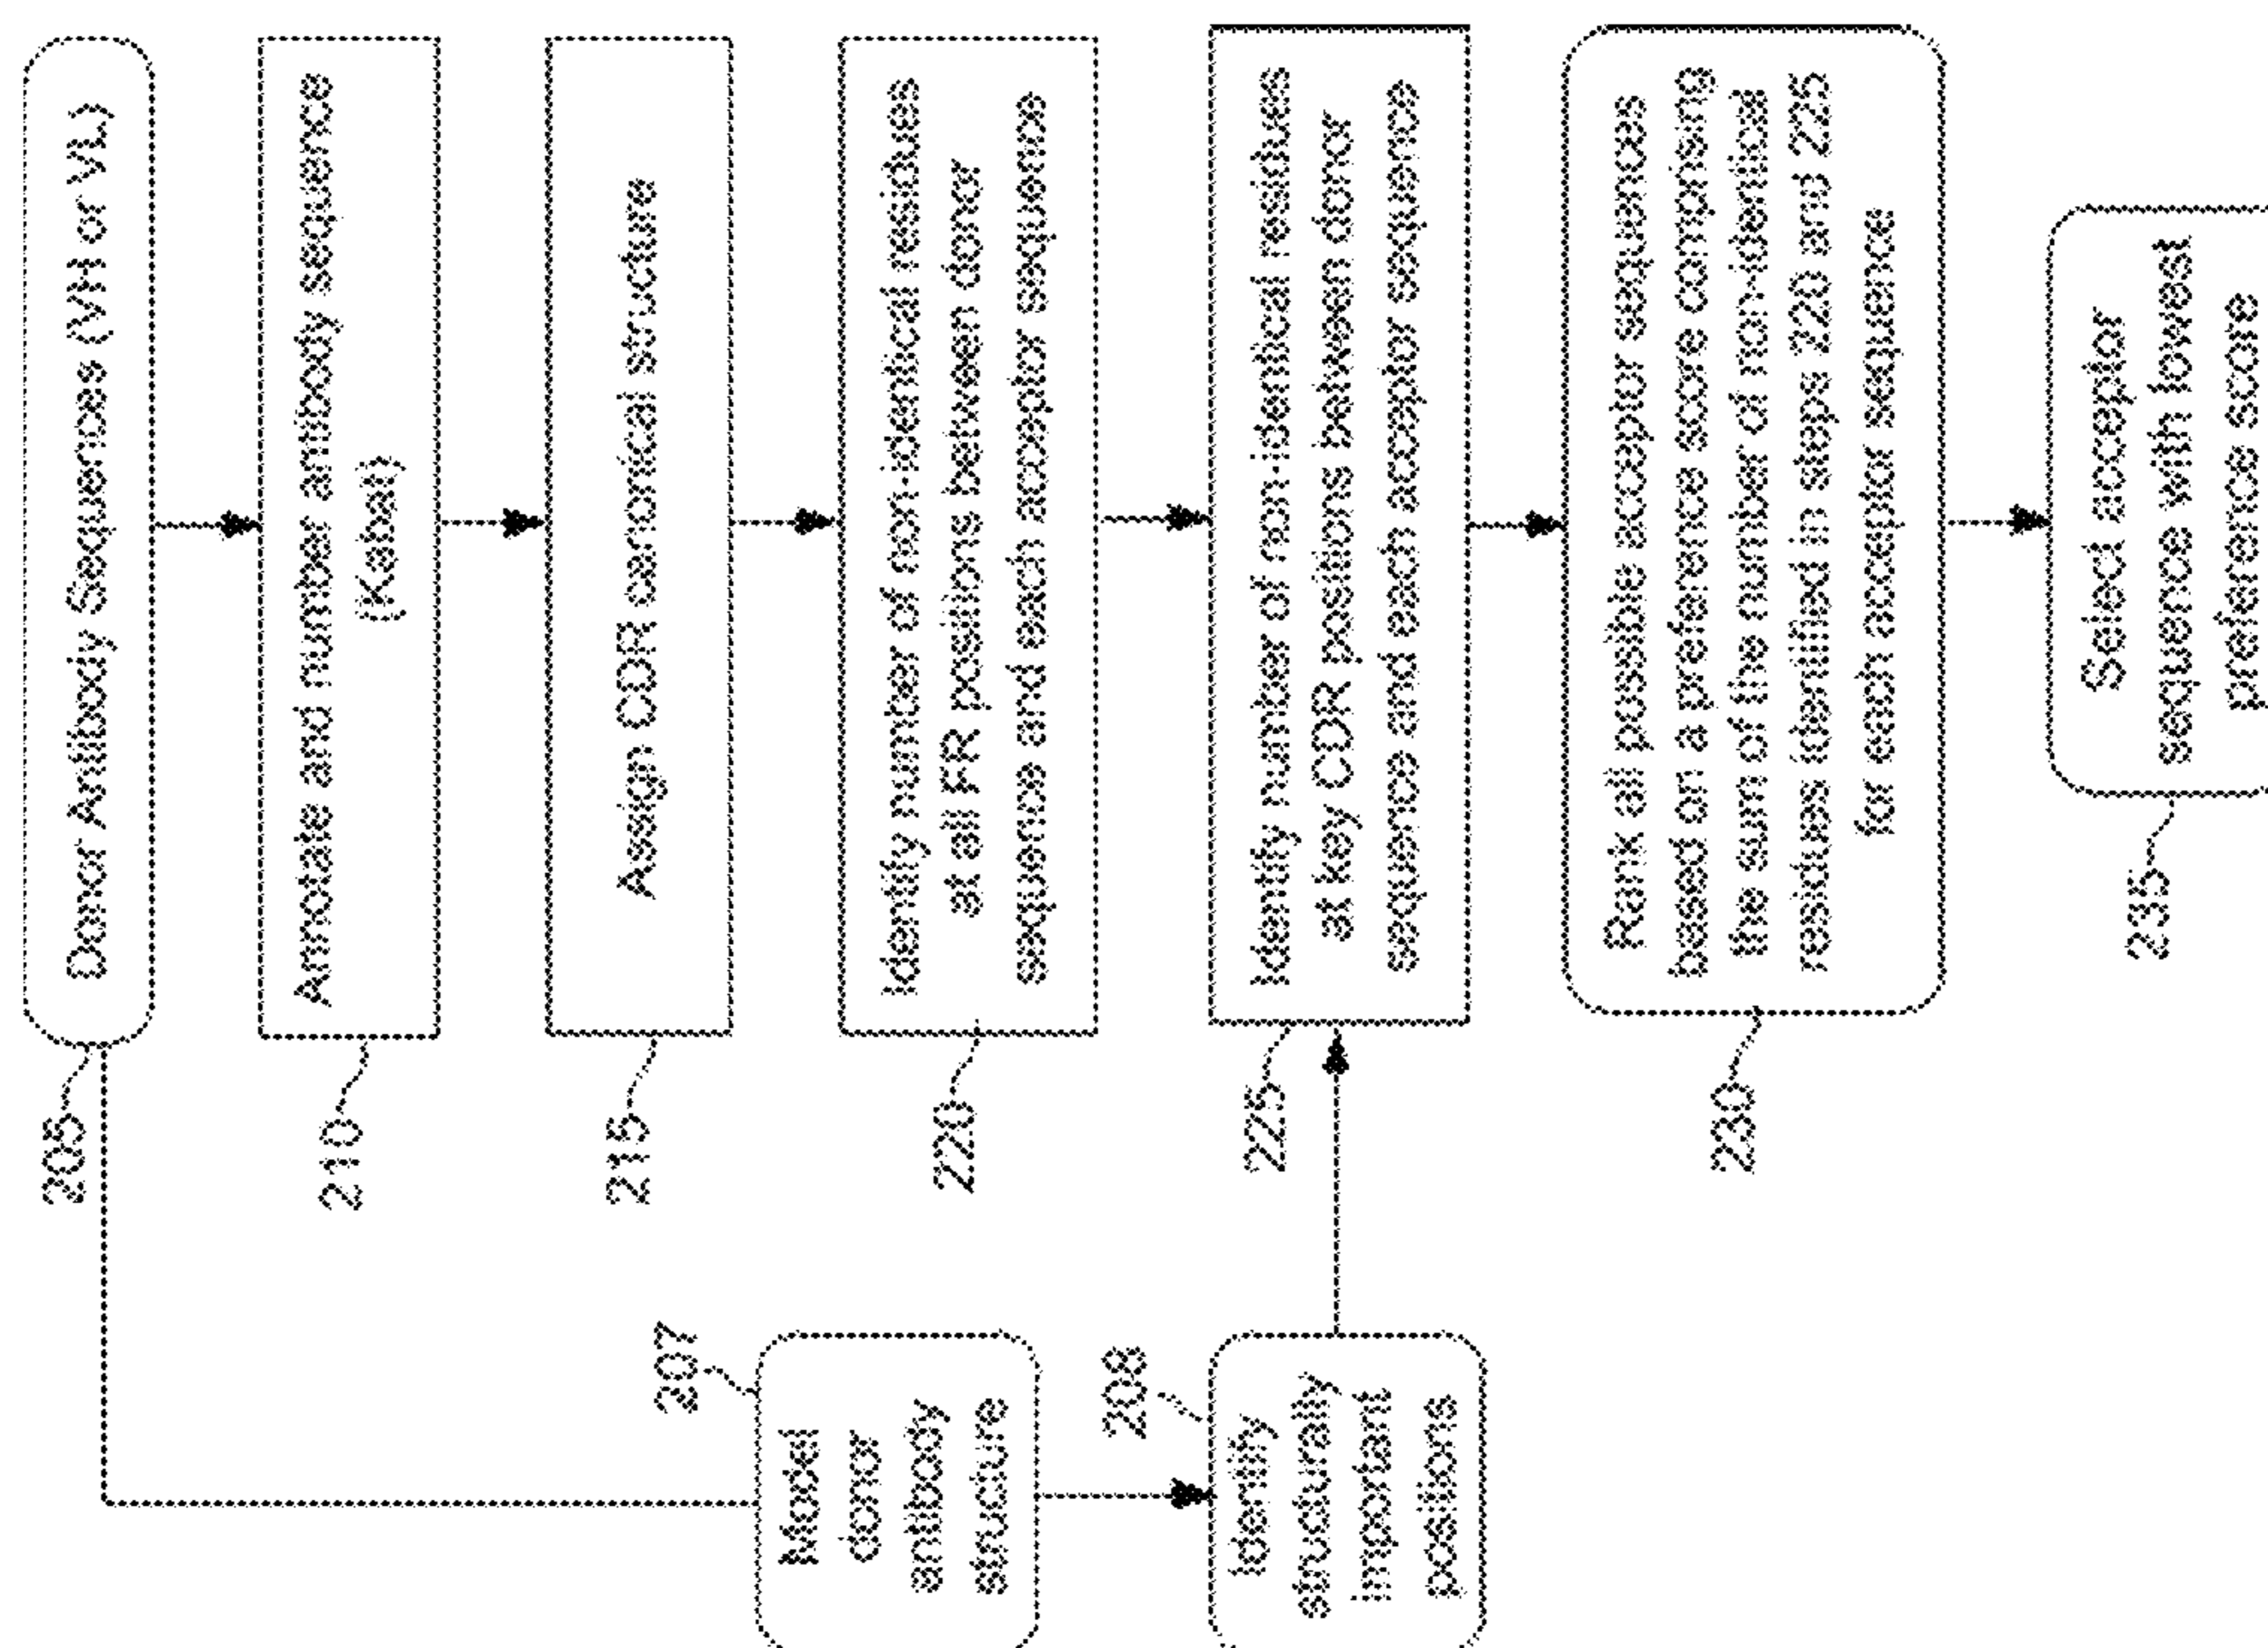 205
Donor Antibody Sequences (VH or VL)
210
Annotate and number antibody sequence
(Kabat)
215
Assign CDR canonical structure
207
Model
donor
antibody
structure
220
Identify number of non-identical residues
at all FR positions between donor
sequence and each acceptor sequence
208
Identify
structurally
important
positions
225
Identify number of non-identical residues
at key CDR positions between donor
sequence and each acceptor sequence
230
Rank all possible acceptor sequences
based on a preference score comprising
the sum of the number of non-identical
residues identified in steps 220 and 225
for each acceptor sequence
235
Select acceptor
sequence with lowest
preference score